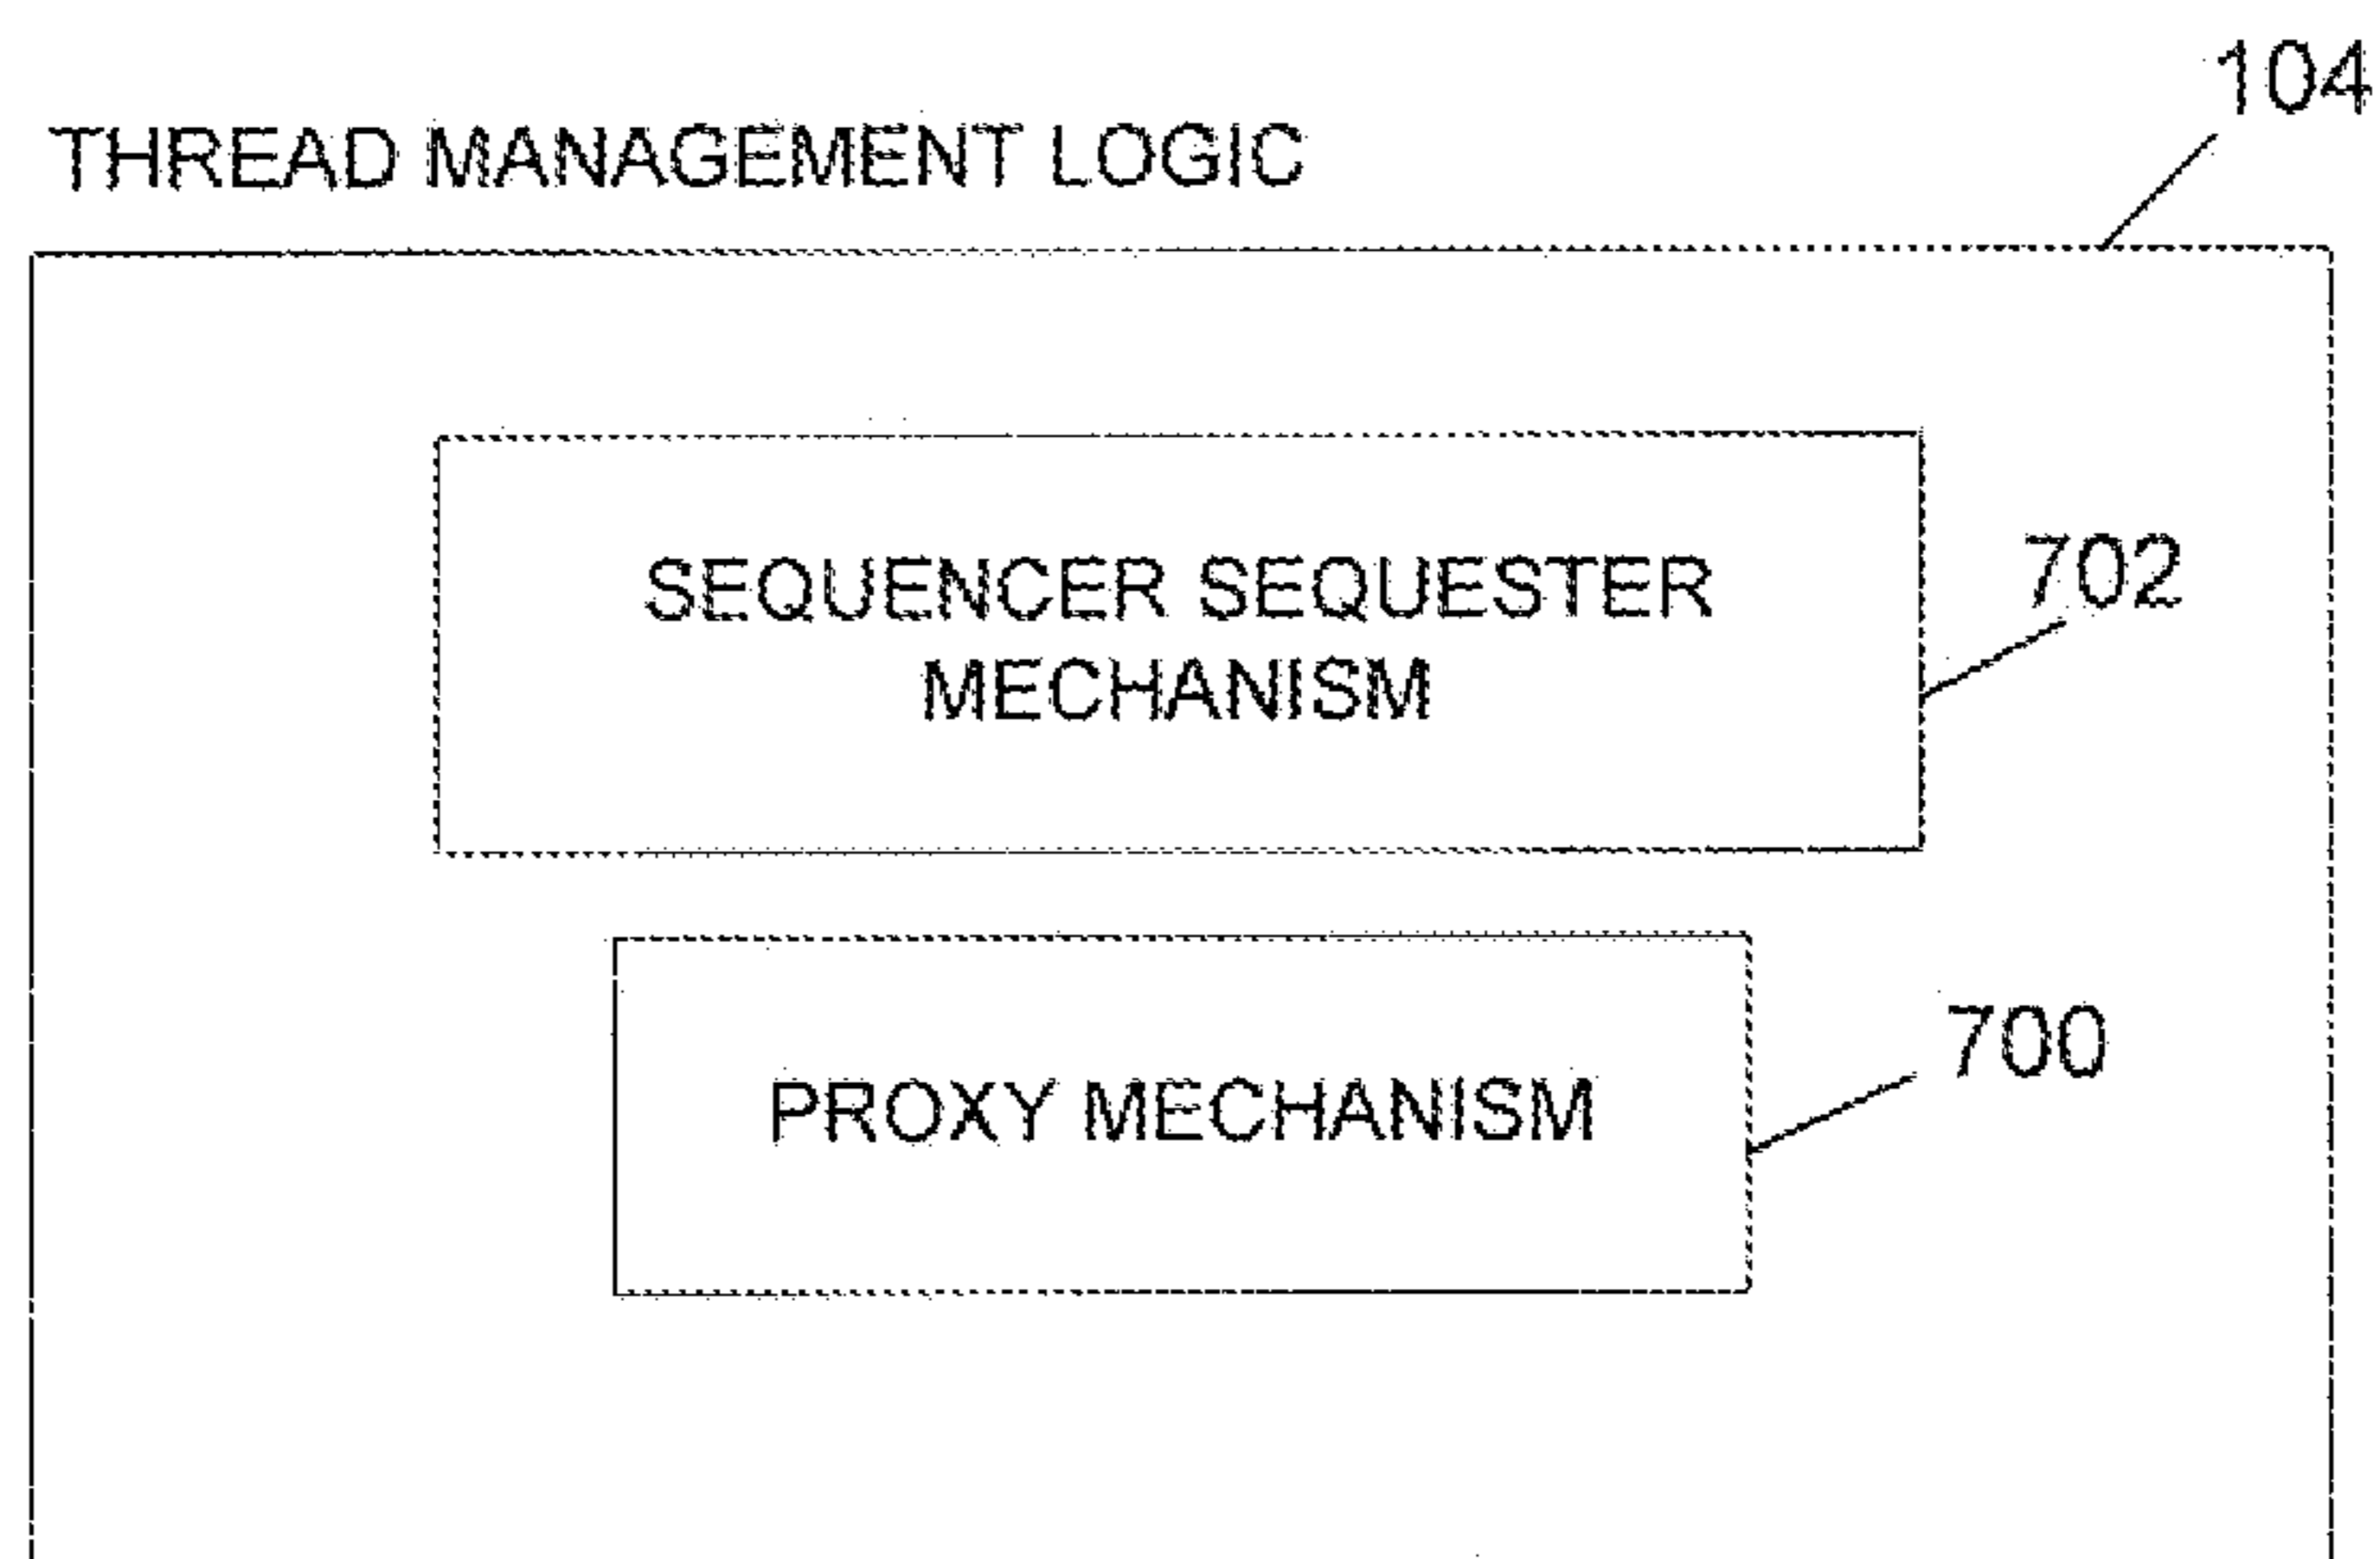 104
THREAD MANAGEMENT LOGIC
SEQUENCER SEQUESTER
MECHANISM
702
PROXY MECHANISM
700